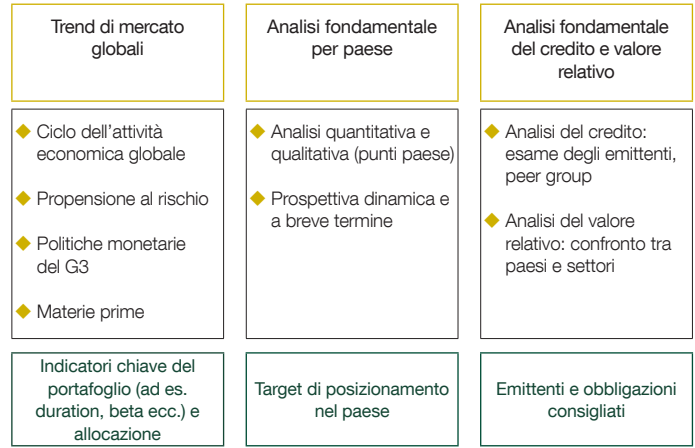 Trend di mercato
globali
Ciclo dell'attività
economica globale
Propensione al rischio
Politiche monetarie
del G3
Materie prime
Indicatori chiave del
portafoglio (ad es.
duration, beta ecc.) e
allocazione
Analisi fondamentale
per paese
Analisi quantitativa e
qualitativa (punti paese)
Prospettiva dinamica e
a breve termine
Target di posizionamento
nel paese
Analisi fondamentale
del credito e valore
relativo
Analisi del credito:
esame degli emittenti,
peer group
Analisi del valore
relativo: confronto tra
paesi e settori
Emittenti e obbligazioni
consigliati